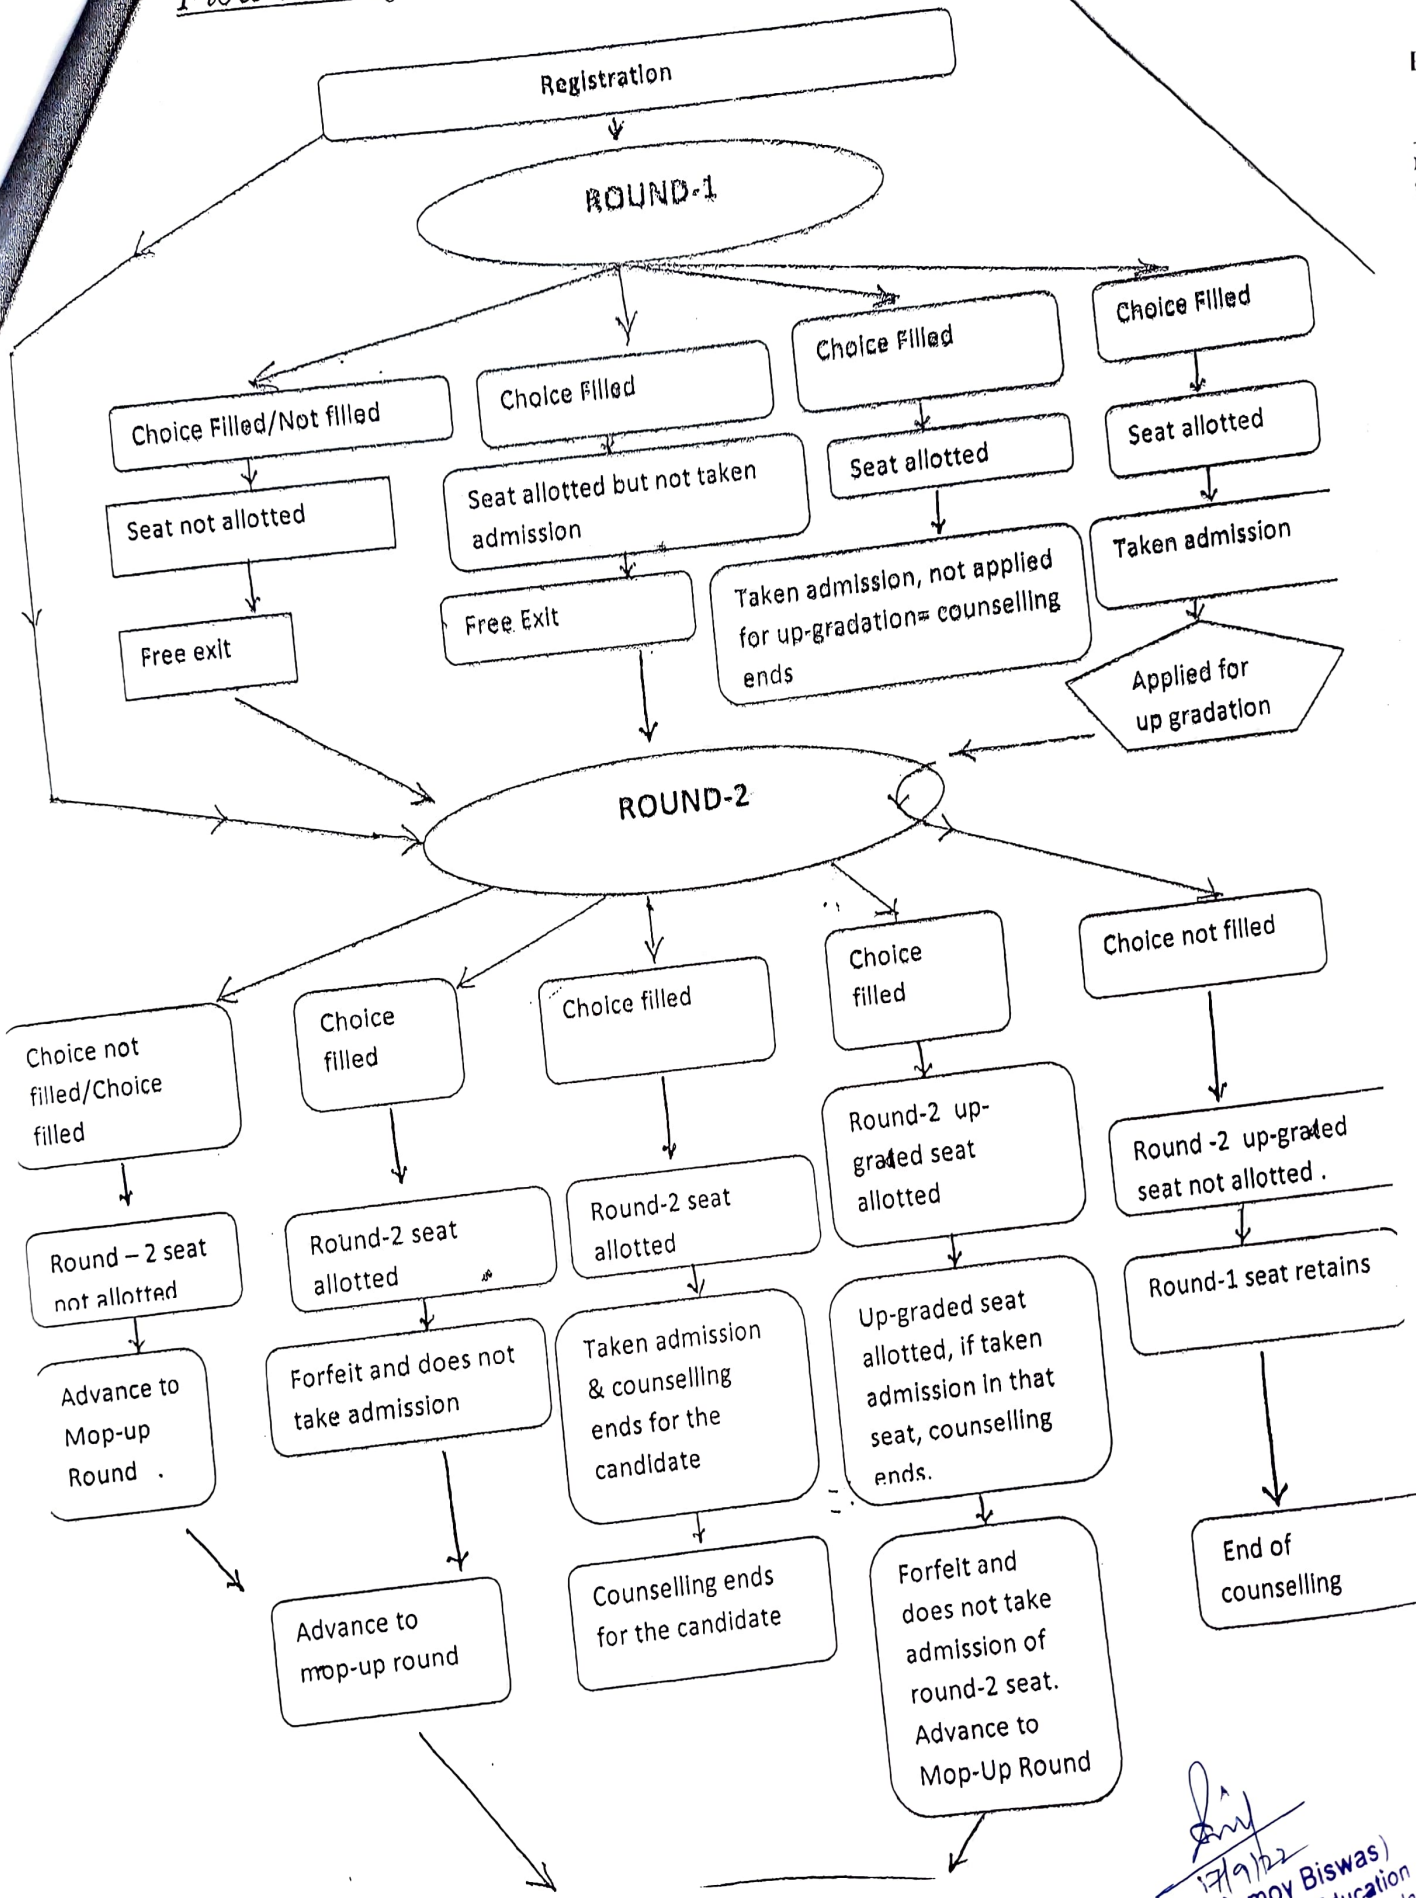 Registration
ROUND-1
Choice Filled/Not filled
Seat not allotted
Free exit
Choice Filled
Seat allotted but not taken
admission
Free Exit
Choice Filled
Seat allotted
Taken admission, not applied
for up-gradation= counselling
ends
Choice Filled
Seat allotted
Taken admission
Applied for
up gradation
ROUND-2
Choice not
filled/Choice
filled
Round – 2 seat
not allotted
Advance to
Mop-up
Round .
Choice
filled
Round-2 seat
allotted
Forfeit and does not
take admission
Advance to
mop-up round
Choice filled
Round-2 seat
allotted
Taken admission
& counselling
ends for the
candidate
Counselling ends
for the candidate
Choice
filled
Round-2 up-
graded seat
allotted
Up-graded seat
allotted, if taken
admission in that
seat, counselling
ends.
Forfeit and
does not take
admission of
round-2 seat.
Advance to
Mop-Up Round
Choice not filled
Round -2 up-graded
seat not allotted .
Round-1 seat retains
End of
counselling
17/9/22
Biswas)